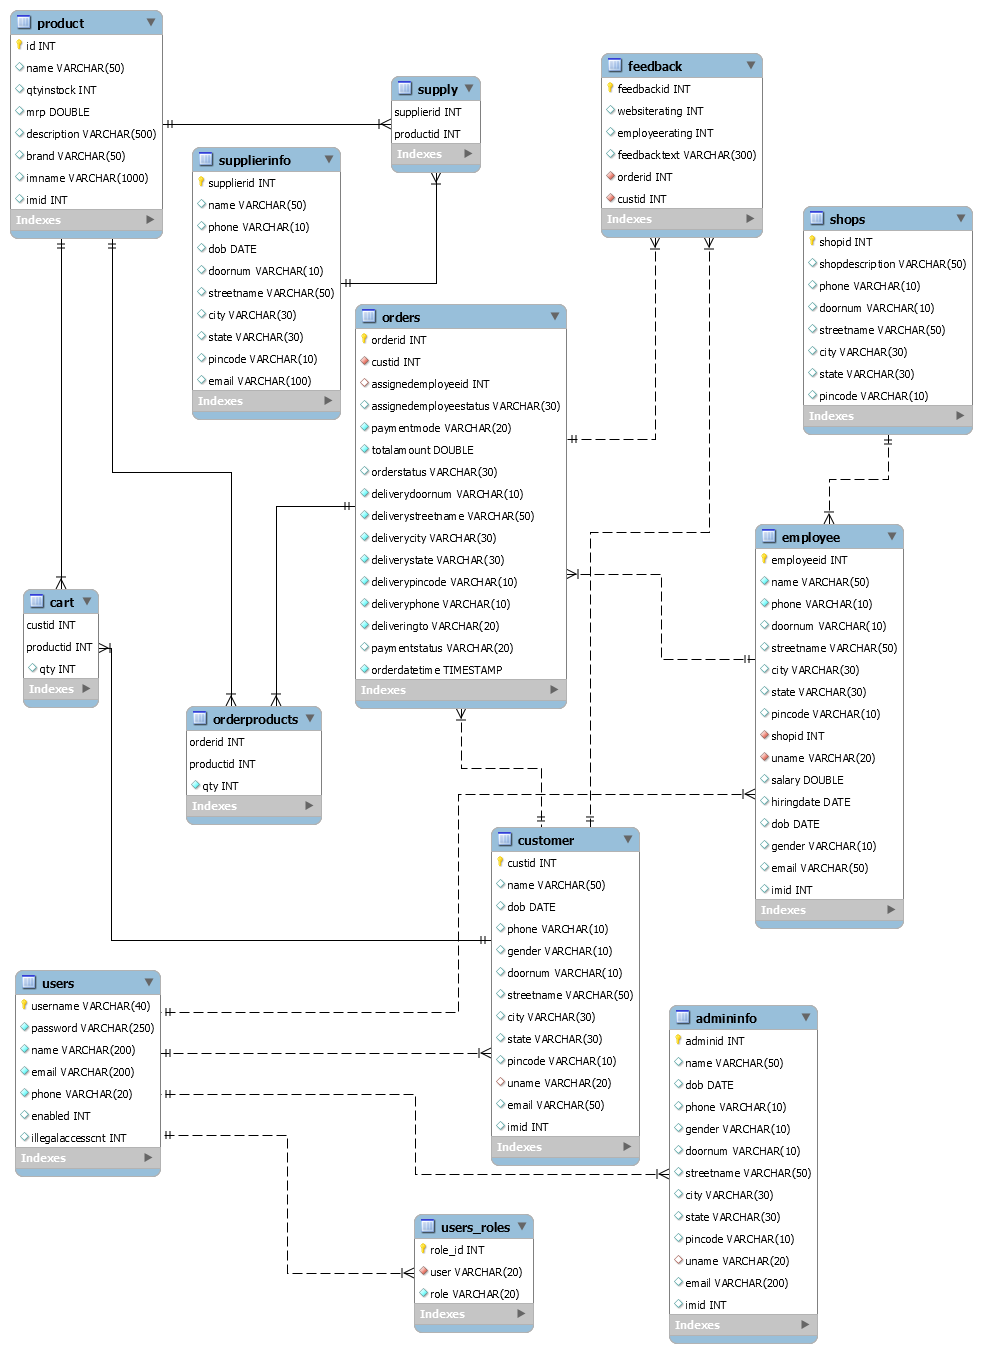 product
id INT
name VARCHAR(50)
qtyinstock INT
mrp DOUBLE
description VARCHAR(500)
brand VARCHAR(50)
imname VARCHAR(1000)
imid INT
Indexes
supply
supplierid INT
productid INT
Indexes
supplierinfo
supplierid INT
name VARCHAR(50)
phone VARCHAR(10)
dob DATE
doornum VARCHAR(10)
streetname VARCHAR(50)
city VARCHAR(30)
state VARCHAR(30)
pincode VARCHAR(10)
email VARCHAR(100)
Indexes
feedback
feedbackid INT
websiterating INT
employeerating INT
feedbacktext VARCHAR(300)
orderid INT
custid INT
Indexes
shops
shopid INT
shopdescription VARCHAR(50)
phone VARCHAR(10)
doornum VARCHAR(10)
streetname VARCHAR(50)
city VARCHAR(30)
state VARCHAR(30)
pincode VARCHAR(10)
Indexes
orders
orderid INT
custid INT
assignedemployeeid INT
assignedemployeestatus VARCHAR(30)
paymentmode VARCHAR(20)
totalamount DOUBLE
orderstatus VARCHAR(30)
deliverydoornum VARCHAR(10)
deliverystreetname VARCHAR(50)
deliverycity VARCHAR(30)
deliverystate VARCHAR(30)
deliverypincode VARCHAR(10)
deliveryphone VARCHAR(10)
deliveringto VARCHAR(20)
paymentstatus VARCHAR(20)
orderdatetime TIMESTAMP
Indexes
employee
employeeid INT
name VARCHAR(50)
phone VARCHAR(10)
doornum VARCHAR(10)
streetname VARCHAR(50)
city VARCHAR(30)
state VARCHAR(30)
pincode VARCHAR(10)
shopid INT
uname VARCHAR(20)
salary DOUBLE
hiringdate DATE
dob DATE
gender VARCHAR(10)
email VARCHAR(50)
imid INT
Indexes
cart
custid INT
productid INT
qty INT
Indexes
orderproducts
orderid INT
productid INT
qty INT
Indexes
customer
custid INT
name VARCHAR(50)
dob DATE
phone VARCHAR(10)
gender VARCHAR(10)
doornum VARCHAR(10)
streetname VARCHAR(50)
city VARCHAR(30)
state VARCHAR(30)
pincode VARCHAR(10)
uname VARCHAR(20)
email VARCHAR(50)
imid INT
Indexes
users
username VARCHAR(40)
password VARCHAR(250)
name VARCHAR(200)
email VARCHAR(200)
phone VARCHAR(20)
enabled INT
illegalaccesscnt INT
Indexes
admininfo
adminid INT
name VARCHAR(50)
dob DATE
phone VARCHAR(10)
gender VARCHAR(10)
doornum VARCHAR(10)
streetname VARCHAR(50)
city VARCHAR(30)
state VARCHAR(30)
pincode VARCHAR(10)
uname VARCHAR(20)
email VARCHAR(200)
imid INT
Indexes
users_roles
role_id INT
user VARCHAR(20)
role VARCHAR(20)
Indexes